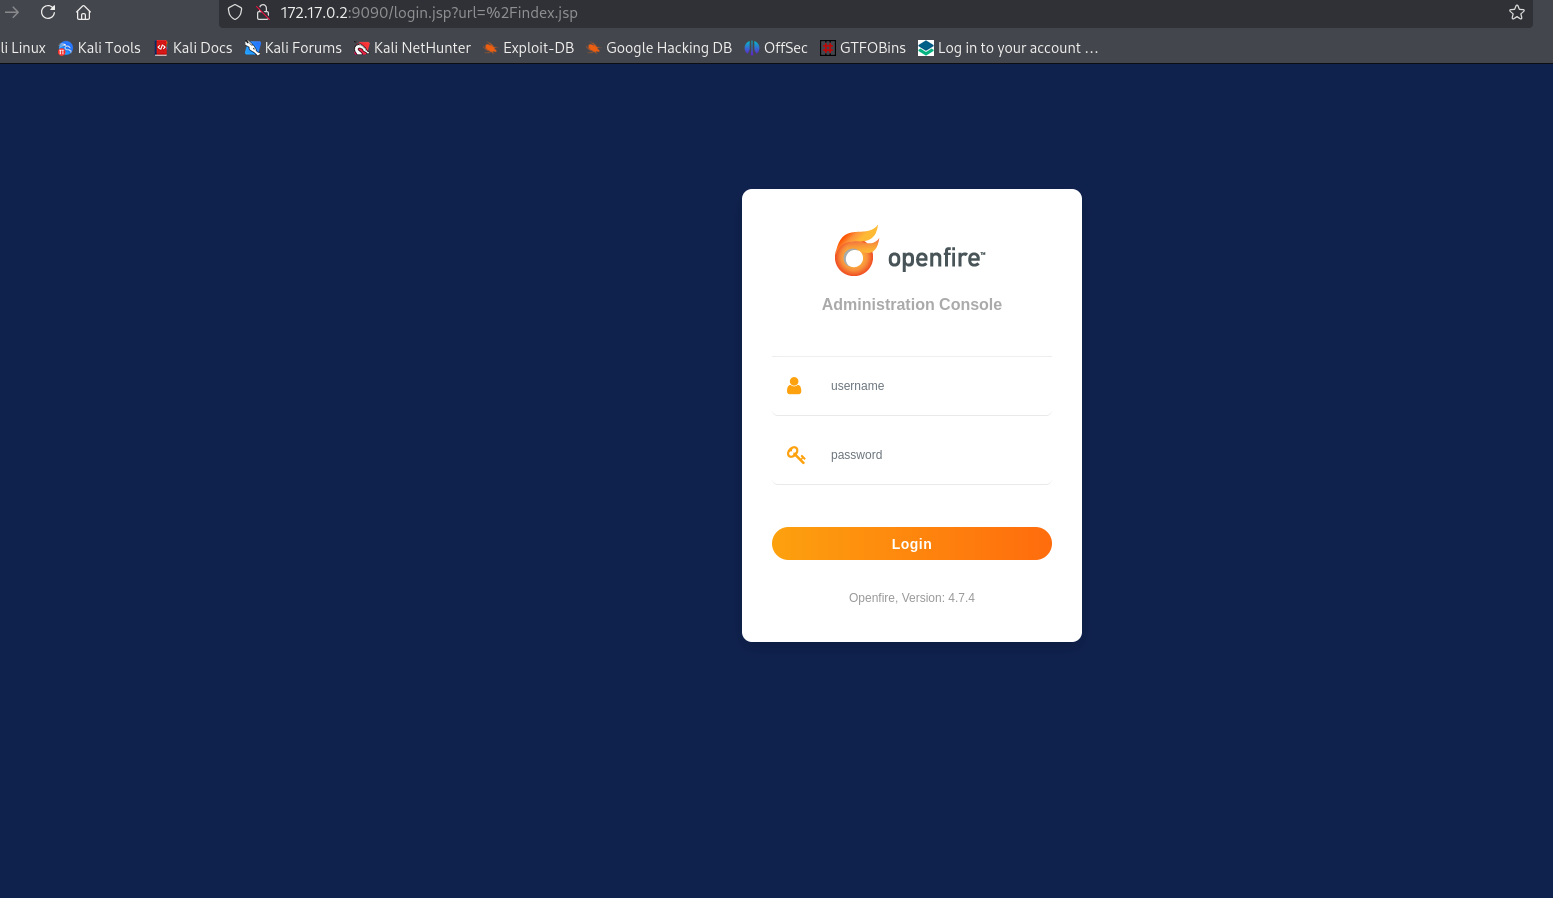 172.17.0.2:9090/login.jsp?url=%2Findex.jsp
li Linux Kali Tools Kali Docs Kali Forums Kali NetHunter Exploit-DB Google Hacking DB OffSec GTFOBins Log in to your account ...
openfire™
Administration Console
username
password
Login
Openfire, Version: 4.7.4